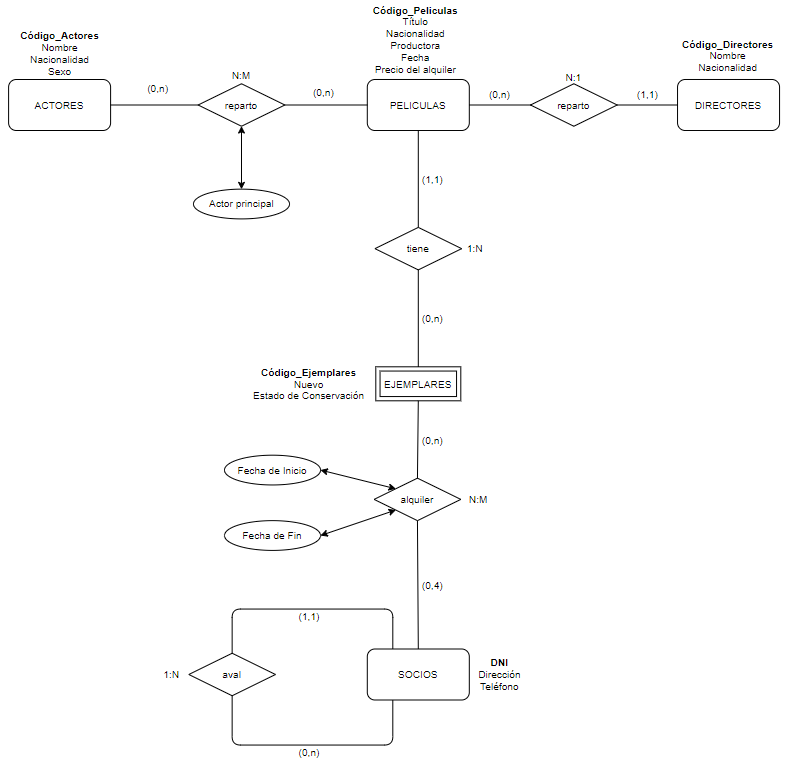 Código_Peliculas
Título
Nacionalidad
Productora
Fecha
Precio del alquiler
Código_Actores
Nombre
Nacionalidad
Sexo
Código_Directores
Nombre
Nacionalidad
ACTORES
(0,n)
N:M
reparto
(0,n)
PELICULAS
(0,n)
N:1
reparto
(1,1)
DIRECTORES
Actor principal
(1,1)
tiene
1:N
(0,n)
Código_Ejemplares
Nuevo
Estado de Conservación
EJEMPLARES
(0,n)
Fecha de Inicio
alquiler
N:M
Fecha de Fin
(0,4)
(1,1)
1:N
aval
SOCIOS
DNI
Dirección
Teléfono
(0,n)